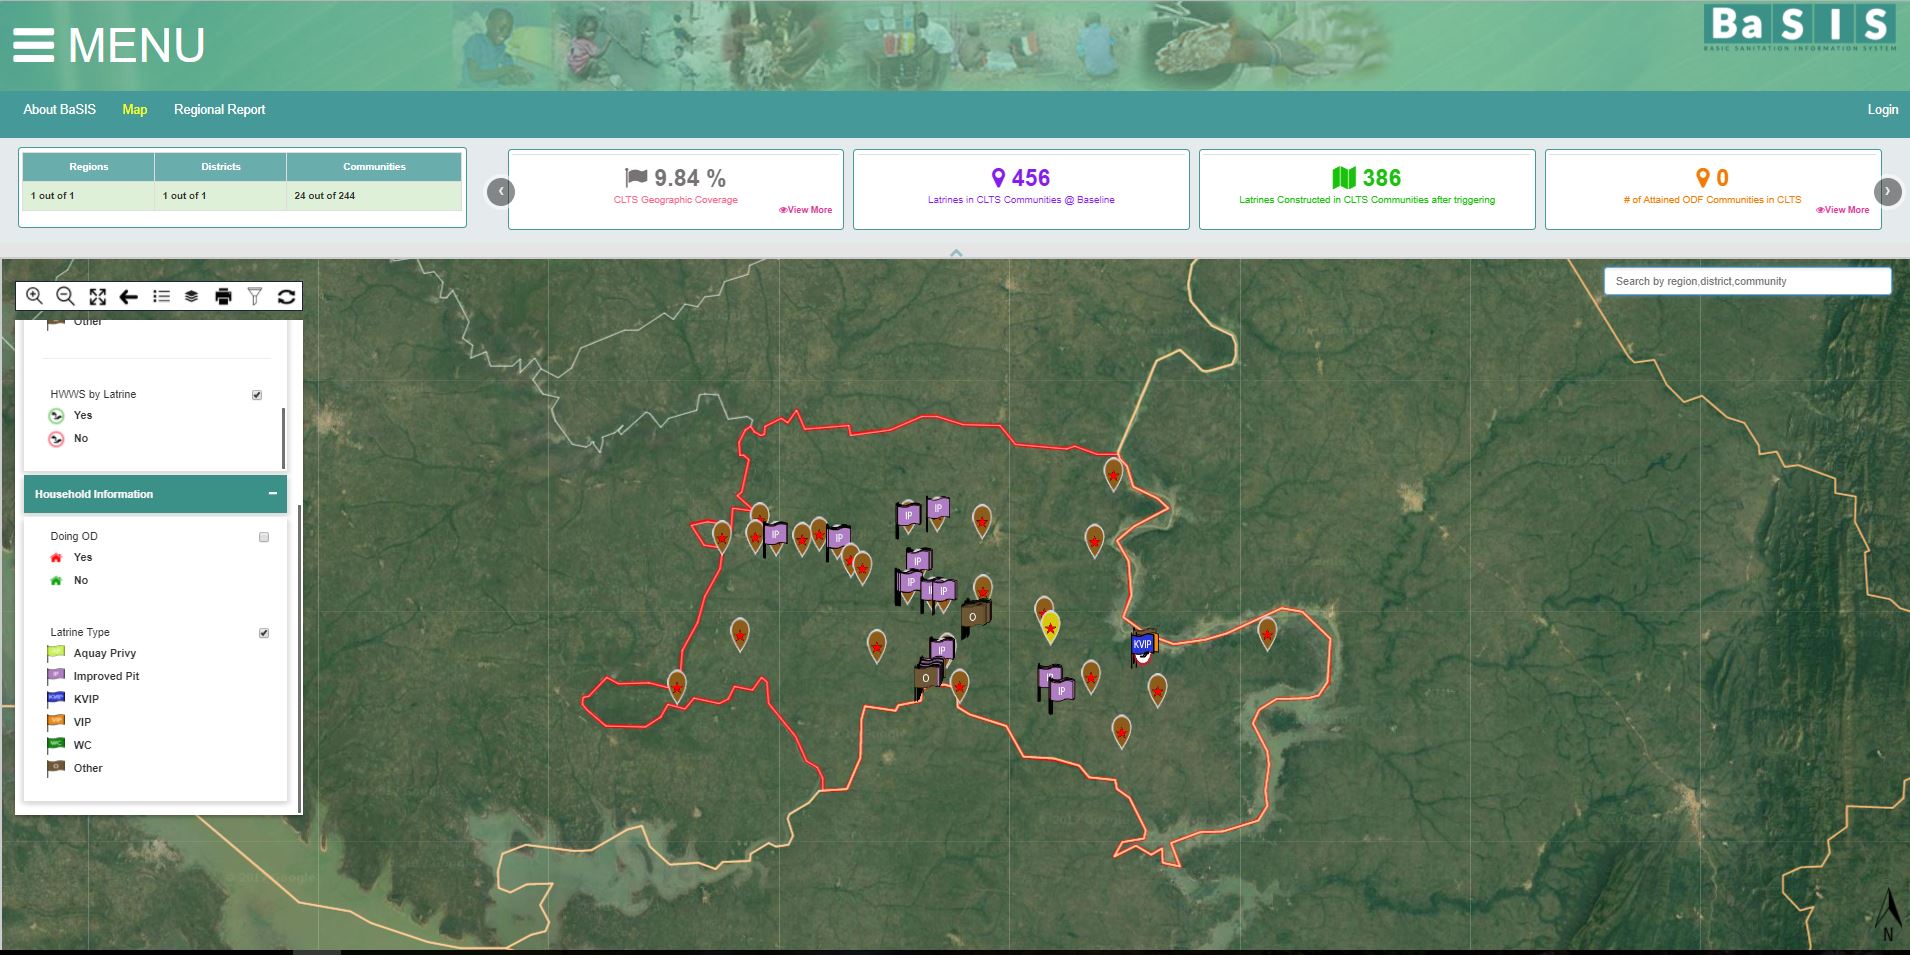 MENU
BaSIS
BASIC SANITATION INFORMATION SYSTEM
About BaSIS
Map
Regional Report
Login
Regions Districts Communities
1 out of 1 1 out of 1 24 out of 244
9.84 %
CLTS Geographic Coverage
View More
456
Latrines in CLTS Communities @ Baseline
386
Latrines Constructed in CLTS Communities after triggering
0
# of Attained ODF Communities in CLTS
View More
Search by region,district,community
Other
HWWS by Latrine
Yes
No
Household Information
Doing OD
Yes
No
Latrine Type
Aquay Privy
IP Improved Pit
KVIP KVIP
VIP VIP
WC WC
O Other
IP
IP
IP
IP
IP
IP
IP
O
IP
KVIP
O
IP
IP
N